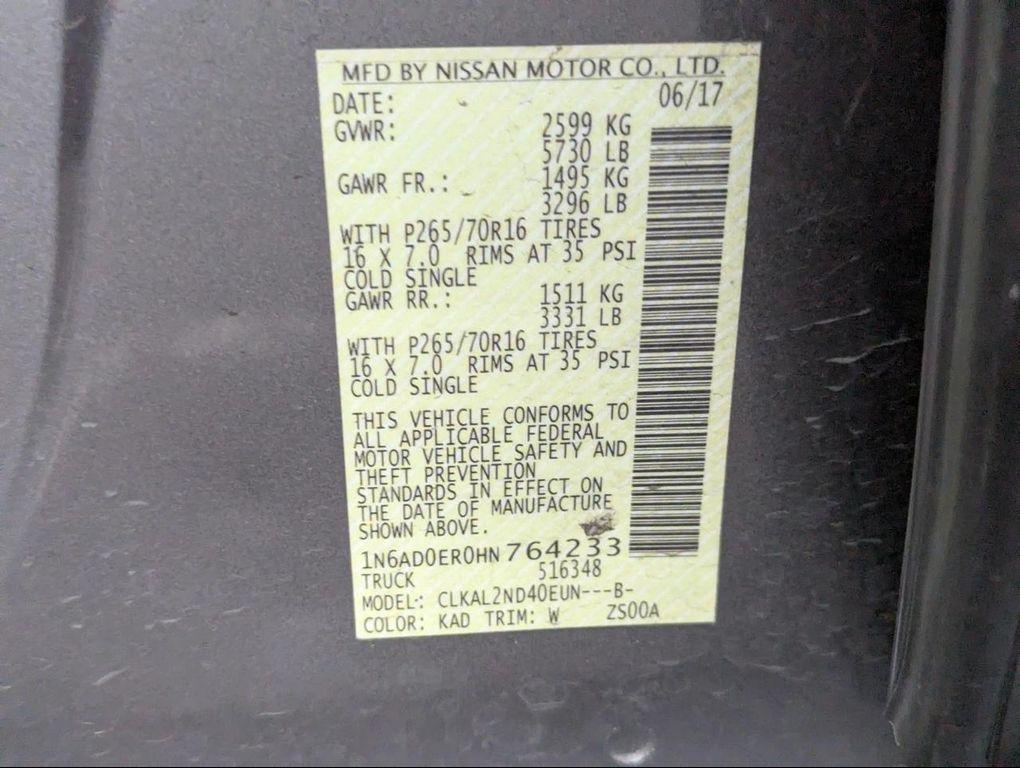 MFD BY NISSAN MOTOR CO., LTD.
DATE: 06/17
GVWR: 2599 KG
5730 LB
GAWR FR.: 1495 KG
3296 LB
WITH P265/70R16 TIRES
16 X 7.0 RIMS AT 35 PSI
COLD SINGLE
GAWR RR.: 1511 KG
3331 LB
WITH P265/70R16 TIRES
16 X 7.0 RIMS AT 35 PSI
COLD SINGLE
THIS VEHICLE CONFORMS TO
ALL APPLICABLE FEDERAL
MOTOR VEHICLE SAFETY AND
THEFT PREVENTION
STANDARDS IN EFFECT ON
THE DATE OF MANUFACTURE
SHOWN ABOVE.
1N6AD0ER0HN764233
TRUCK 516348
MODEL: CLKAL2ND40EUN---B-
COLOR: KAD TRIM: W ZS00A